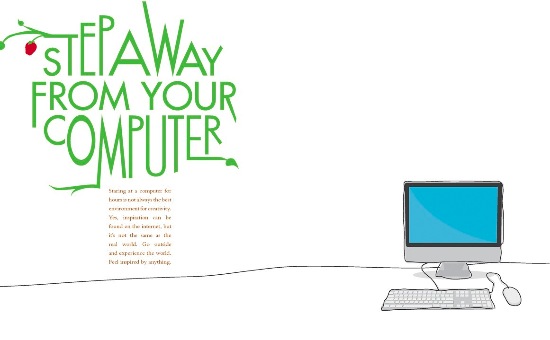 STEP AWAY
FROM YOUR
COMPUTER
Staring at a computer for
hours is not always the best
environment for creativity.
Yes, inspiration can be
found on the internet, but
it's not the same as the
real world. Go outside
and experience the world.
Feel inspired by anything.